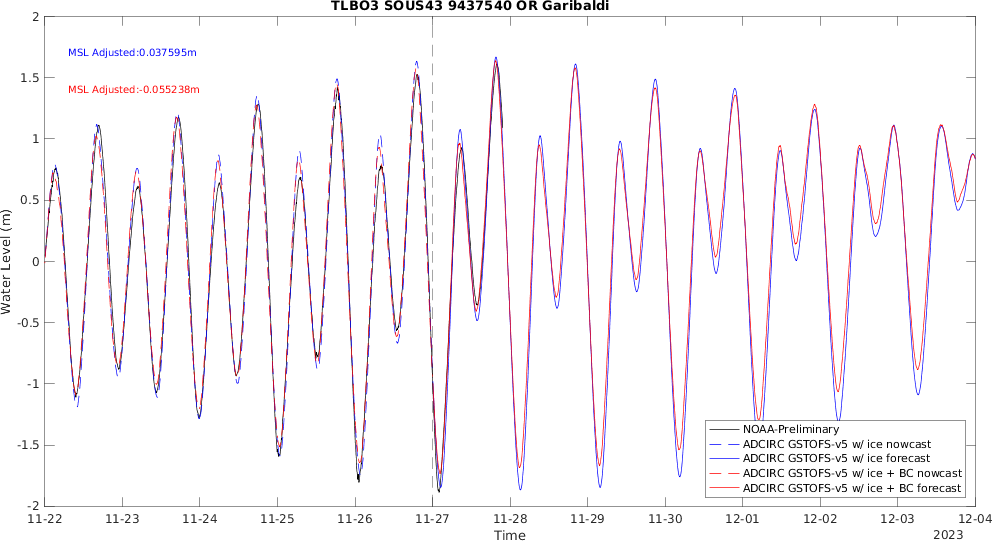 TLBO3 SOUS43 9437540 OR Garibaldi
MSL Adjusted:0.037595m
MSL Adjusted:-0.055238m
2
1.5
1
0.5
0
-0.5
-1
-1.5
-2
Water Level (m)
NOAA-Preliminary
ADCIRC GSTOFS-v5 w/ ice nowcast
ADCIRC GSTOFS-v5 w/ ice forecast
ADCIRC GSTOFS-v5 w/ ice + BC nowcast
ADCIRC GSTOFS-v5 w/ ice + BC forecast
11-22 11-23 11-24 11-25 11-26 11-27 11-28 11-29 11-30 12-01 12-02 12-03 12-04
Time
2023